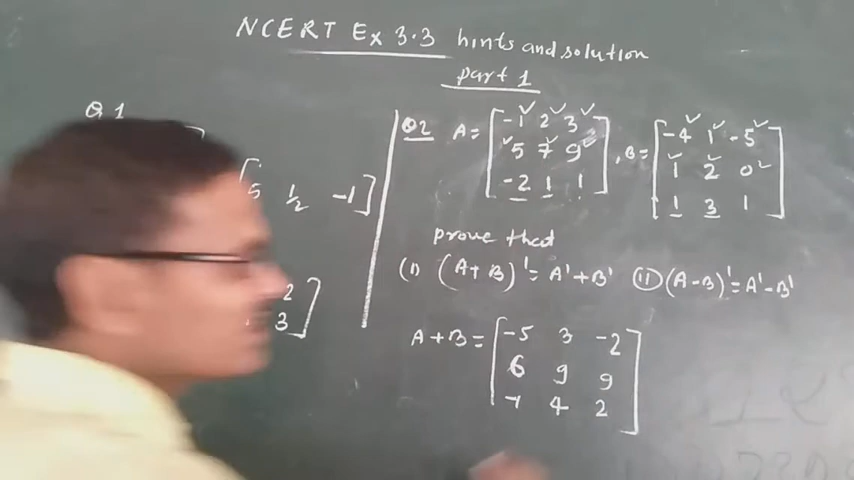 NCERT Ex 3.3 hints and solution
part 1
Q 1
5 1/2 -1]
2
3]
Q2 A = [-1 2 3
5 7 9
-2 1 1] , B = [-4 1 -5
1 2 0
1 3 1]
prove that
(i) (A+B)' = A'+B' (ii) (A-B)' = A'-B'
A+B = [-5 3 -2
6 9 9
-1 4 2]